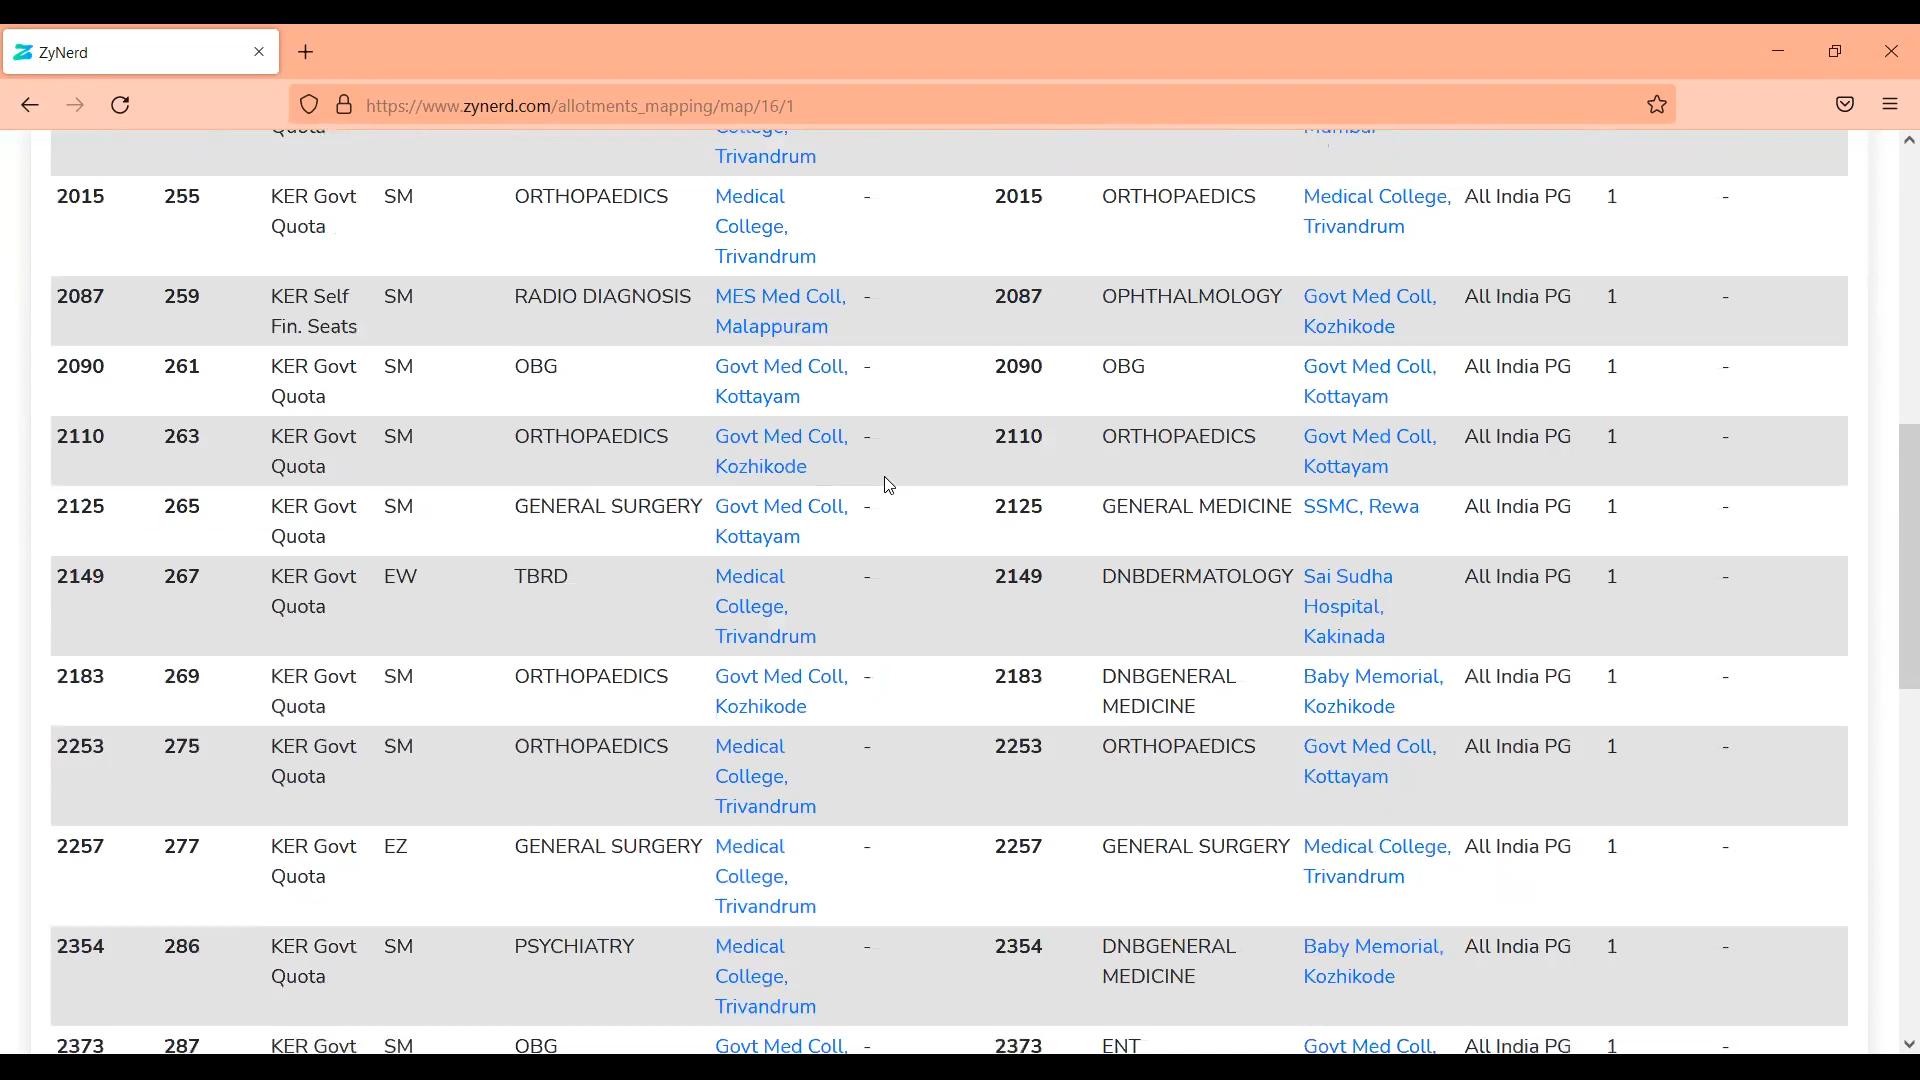 ZyNerd
https://www.zynerd.com/allotments_mapping/map/16/1
Quota College, Mumbai
Trivandrum
2015 255 KER Govt SM ORTHOPAEDICS Medical - 2015 ORTHOPAEDICS Medical College, All India PG 1 -
Quota College, Trivandrum
Trivandrum
2087 259 KER Self SM RADIO DIAGNOSIS MES Med Coll, - 2087 OPHTHALMOLOGY Govt Med Coll, All India PG 1 -
Fin. Seats Malappuram Kozhikode
2090 261 KER Govt SM OBG Govt Med Coll, - 2090 OBG Govt Med Coll, All India PG 1 -
Quota Kottayam Kottayam
2110 263 KER Govt SM ORTHOPAEDICS Govt Med Coll, - 2110 ORTHOPAEDICS Govt Med Coll, All India PG 1 -
Quota Kozhikode Kottayam
2125 265 KER Govt SM GENERAL SURGERY Govt Med Coll, - 2125 GENERAL MEDICINE SSMC, Rewa All India PG 1 -
Quota Kottayam
2149 267 KER Govt EW TBRD Medical - 2149 DNBDERMATOLOGY Sai Sudha All India PG 1 -
Quota College, Hospital,
Trivandrum Kakinada
2183 269 KER Govt SM ORTHOPAEDICS Govt Med Coll, - 2183 DNBGENERAL Baby Memorial, All India PG 1 -
Quota Kozhikode MEDICINE Kozhikode
2253 275 KER Govt SM ORTHOPAEDICS Medical - 2253 ORTHOPAEDICS Govt Med Coll, All India PG 1 -
Quota College, Kottayam
Trivandrum
2257 277 KER Govt EZ GENERAL SURGERY Medical - 2257 GENERAL SURGERY Medical College, All India PG 1 -
Quota College, Trivandrum
Trivandrum
2354 286 KER Govt SM PSYCHIATRY Medical - 2354 DNBGENERAL Baby Memorial, All India PG 1 -
Quota College, MEDICINE Kozhikode
Trivandrum
2373 287 KER Govt SM OBG Govt Med Coll, - 2373 ENT Govt Med Coll, All India PG 1 -